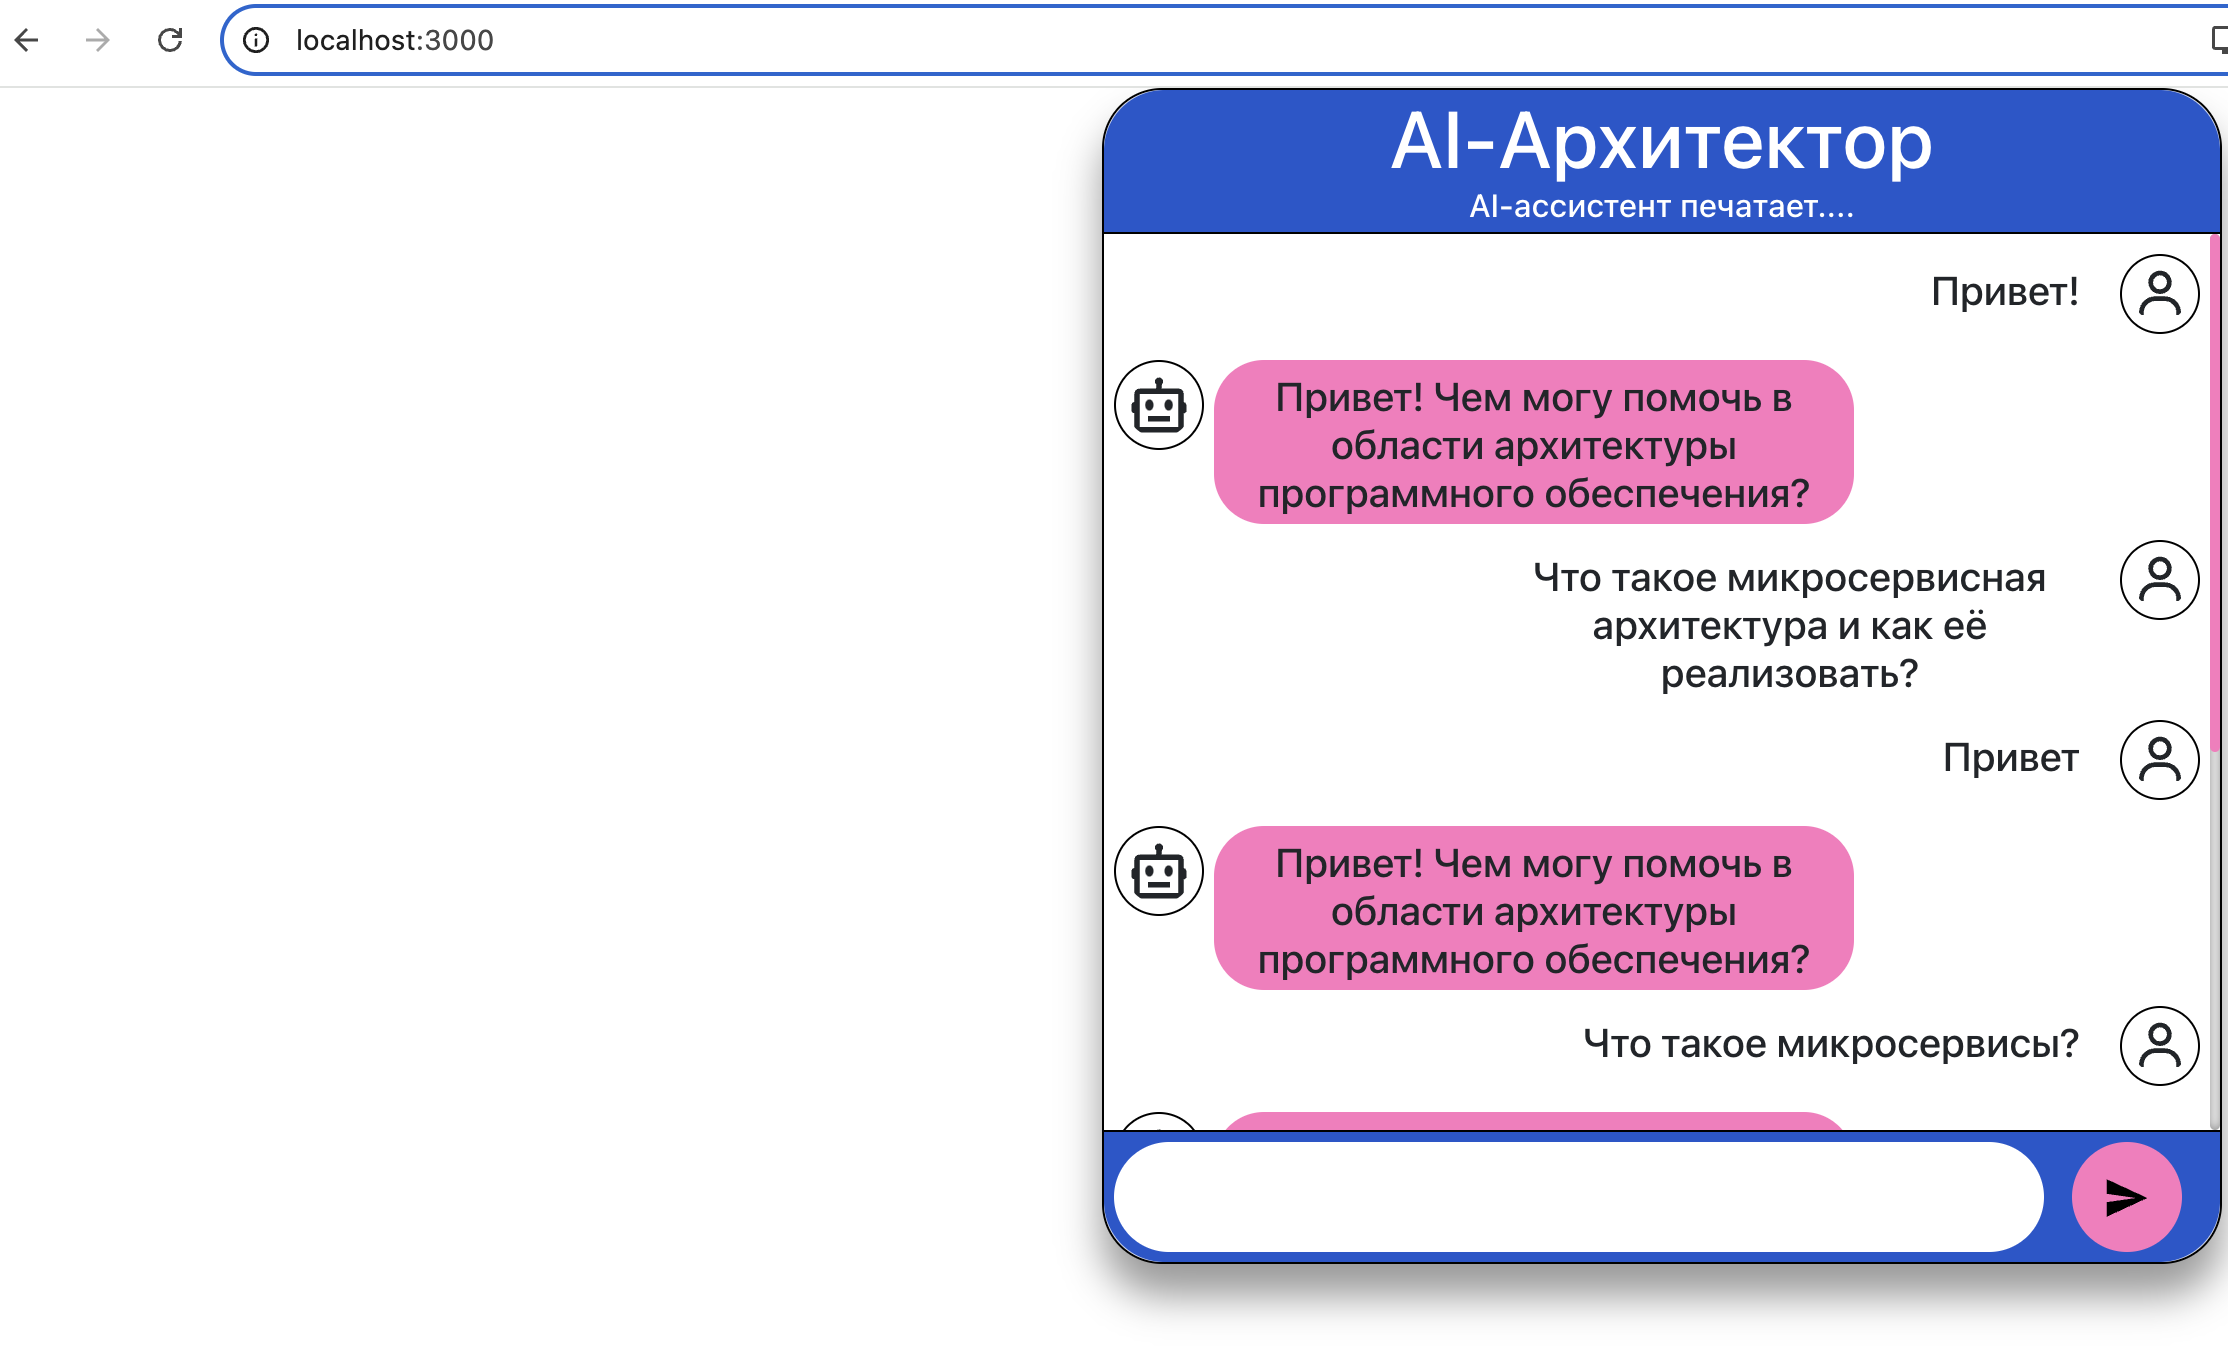 localhost:3000
AI-Архитектор
AI-ассистент печатает....
Привет!
Привет! Чем могу помочь в
области архитектуры
программного обеспечения?
Что такое микросервисная
архитектура и как её
реализовать?
Привет
Привет! Чем могу помочь в
области архитектуры
программного обеспечения?
Что такое микросервисы?